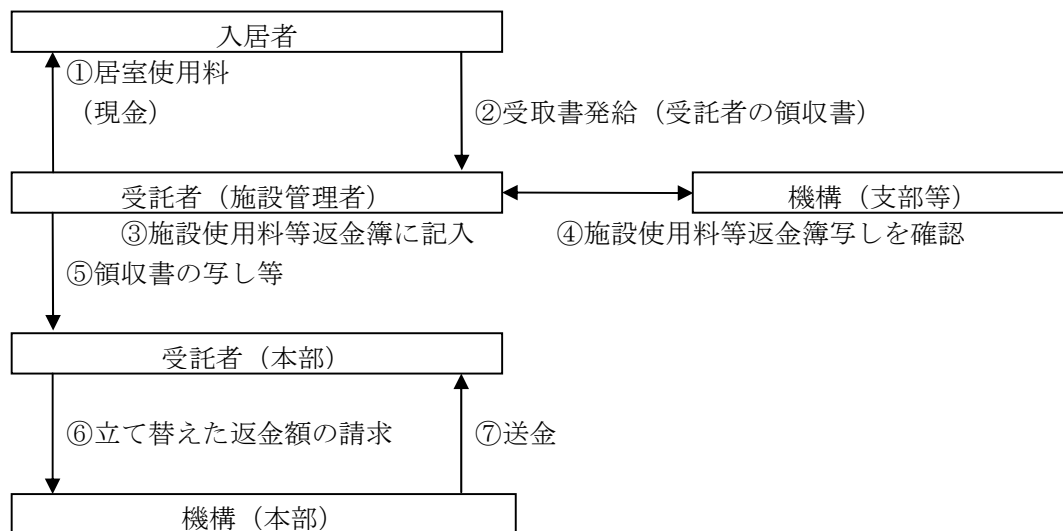 入居者
①居室使用料
（現金）
②受取書発給（受託者の領収書）
受託者（施設管理者）
機構（支部等）
③施設使用料等返金簿に記入
④施設使用料等返金簿写しを確認
⑤領収書の写し等
受託者（本部）
⑥立て替えた返金額の請求
⑦送金
機構（本部）